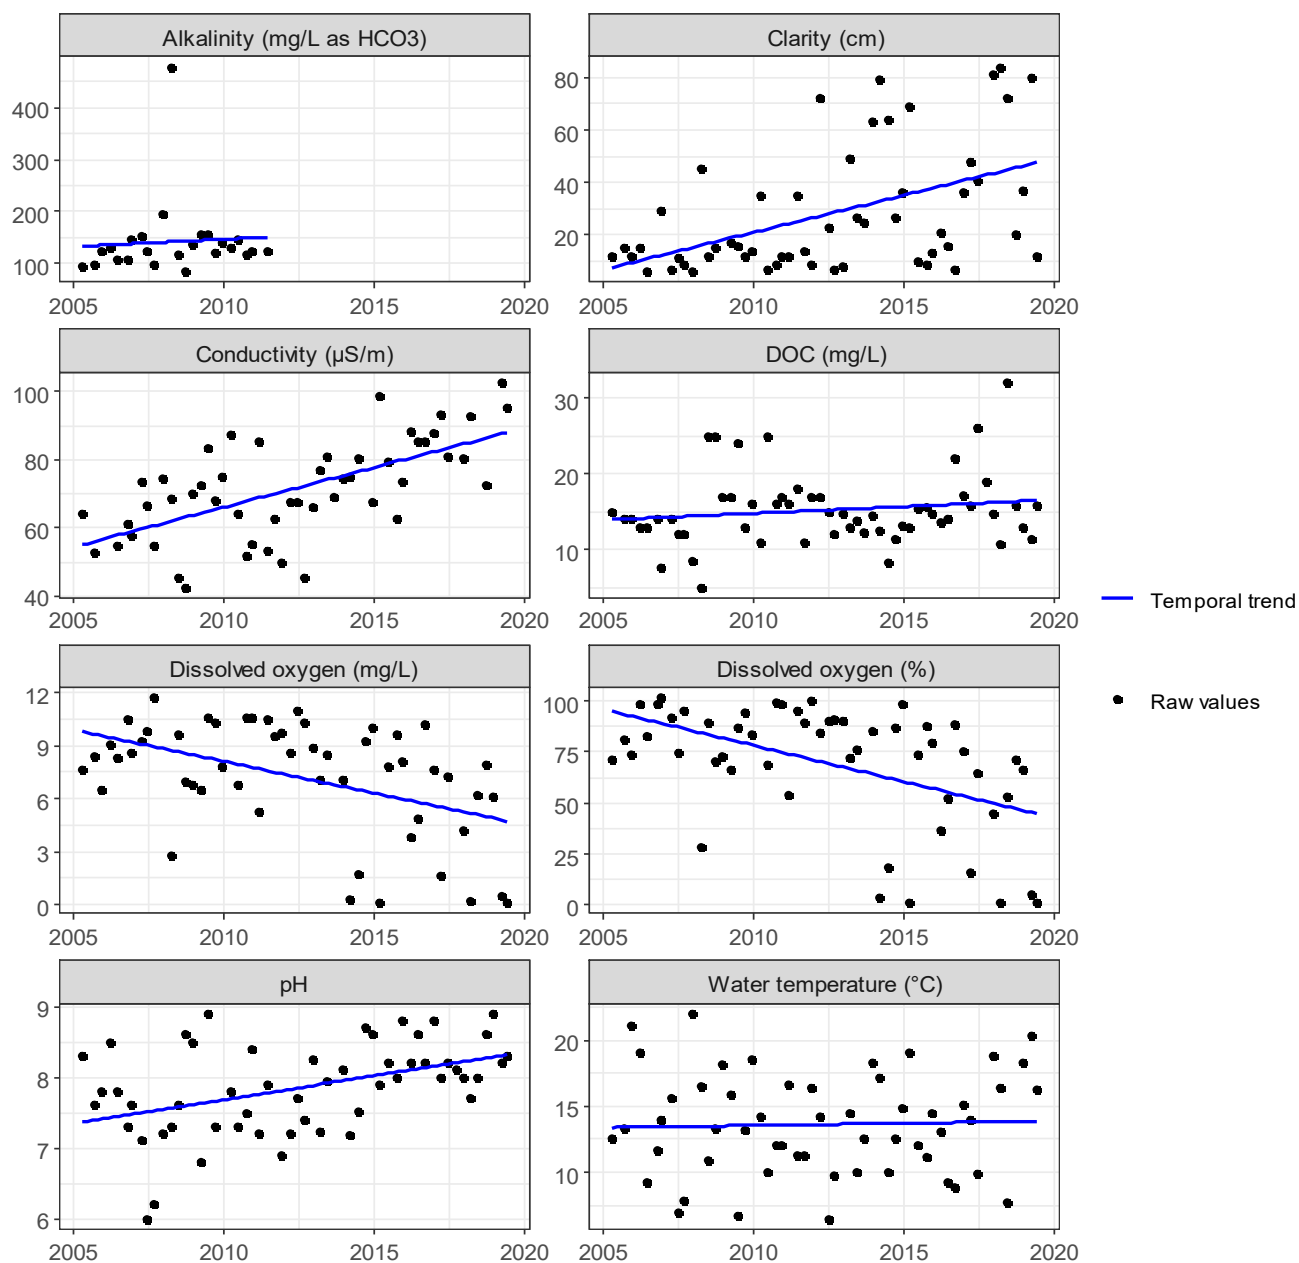 Alkalinity (mg/L as HCO3)
400
300
200
100
2005 2010 2015 2020
Clarity (cm)
80
60
40
20
2005 2010 2015 2020
Conductivity (µS/m)
100
80
60
40
2005 2010 2015 2020
DOC (mg/L)
30
20
10
2005 2010 2015 2020
Dissolved oxygen (mg/L)
12
9
6
3
0
2005 2010 2015 2020
Dissolved oxygen (%)
100
75
50
25
0
2005 2010 2015 2020
pH
9
8
7
6
2005 2010 2015 2020
Water temperature (°C)
20
15
10
2005 2010 2015 2020
Temporal trend
Raw values